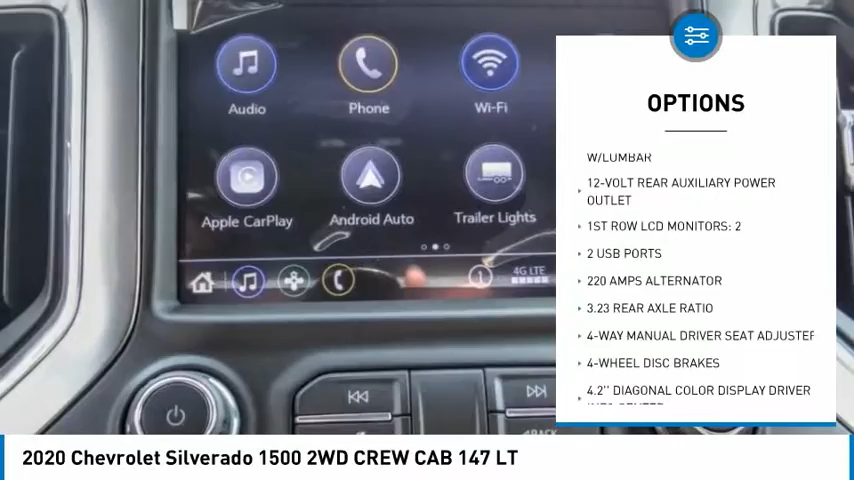 Audio
Phone
Wi-Fi
Apple CarPlay
Android Auto
Trailer Lights
1
4G LTE
OPTIONS
W/LUMBAR
12-VOLT REAR AUXILIARY POWER
OUTLET
1ST ROW LCD MONITORS: 2
2 USB PORTS
220 AMPS ALTERNATOR
3.23 REAR AXLE RATIO
4-WAY MANUAL DRIVER SEAT ADJUSTER
4-WHEEL DISC BRAKES
4.2'' DIAGONAL COLOR DISPLAY DRIVER
2020 Chevrolet Silverado 1500 2WD CREW CAB 147 LT